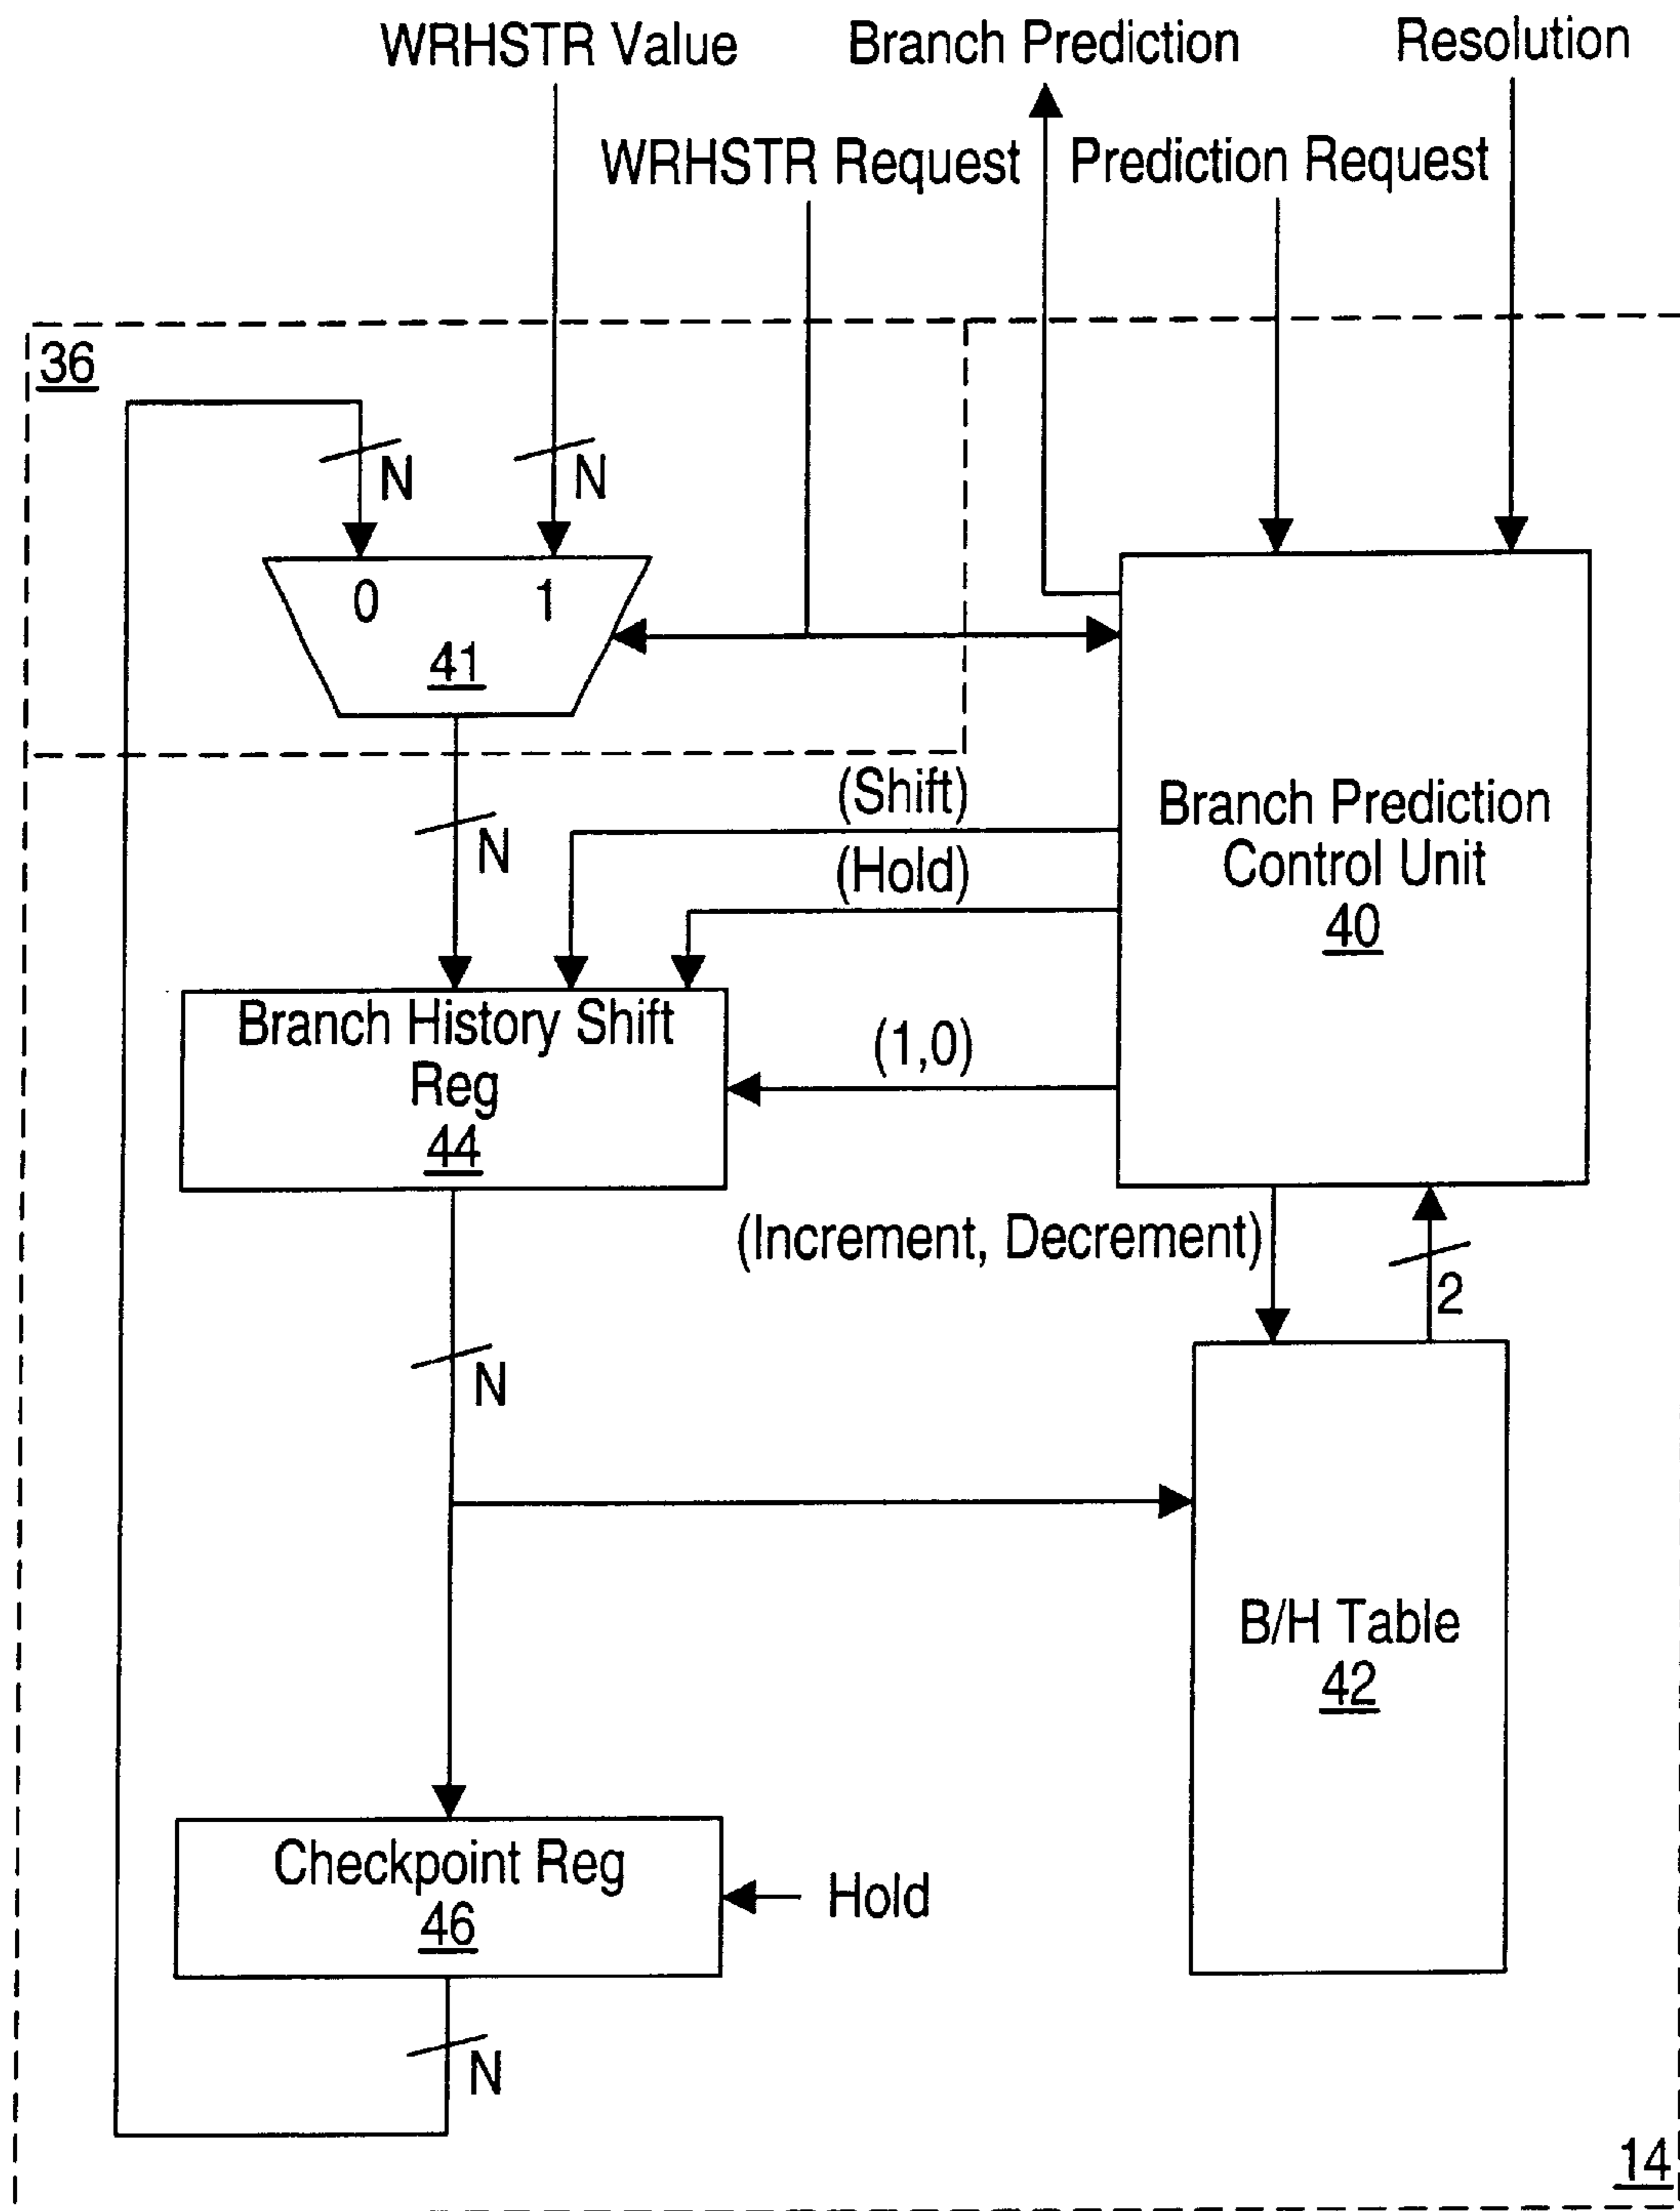 WRHSTR Value
Branch Prediction
Resolution
WRHSTR Request
Prediction Request
36
N
N
0
1
41
(Shift)
N
(Hold)
Branch Prediction
Control Unit
40
Branch History Shift
Reg
44
(1,0)
(Increment, Decrement)
2
N
B/H Table
42
Checkpoint Reg
46
Hold
N
14